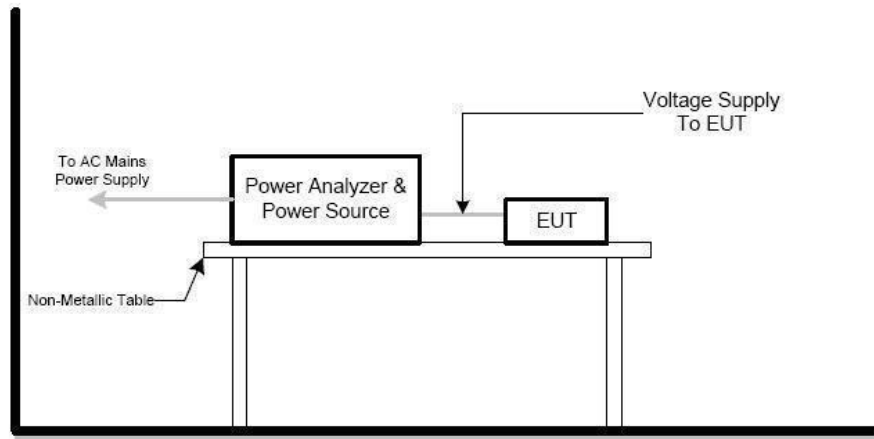 Voltage Supply
To EUT
To AC Mains
Power Supply
Power Analyzer &
Power Source
EUT
Non-Metallic Table